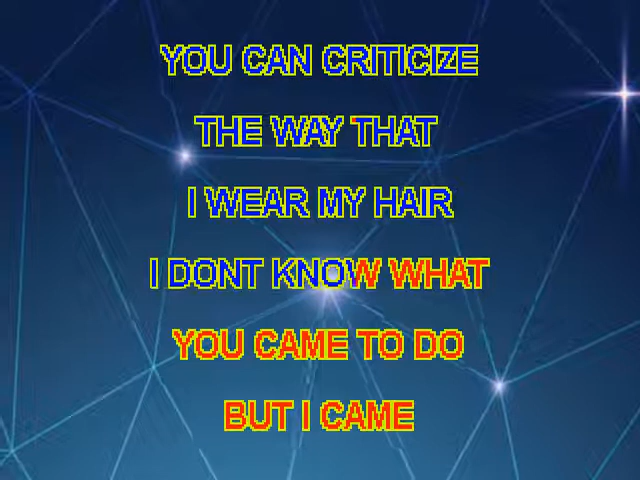 YOU CAN CRITICIZE
THE WAY THAT
I WEAR MY HAIR
I DONT KNOW WHAT
YOU CAME TO DO
BUT I CAME